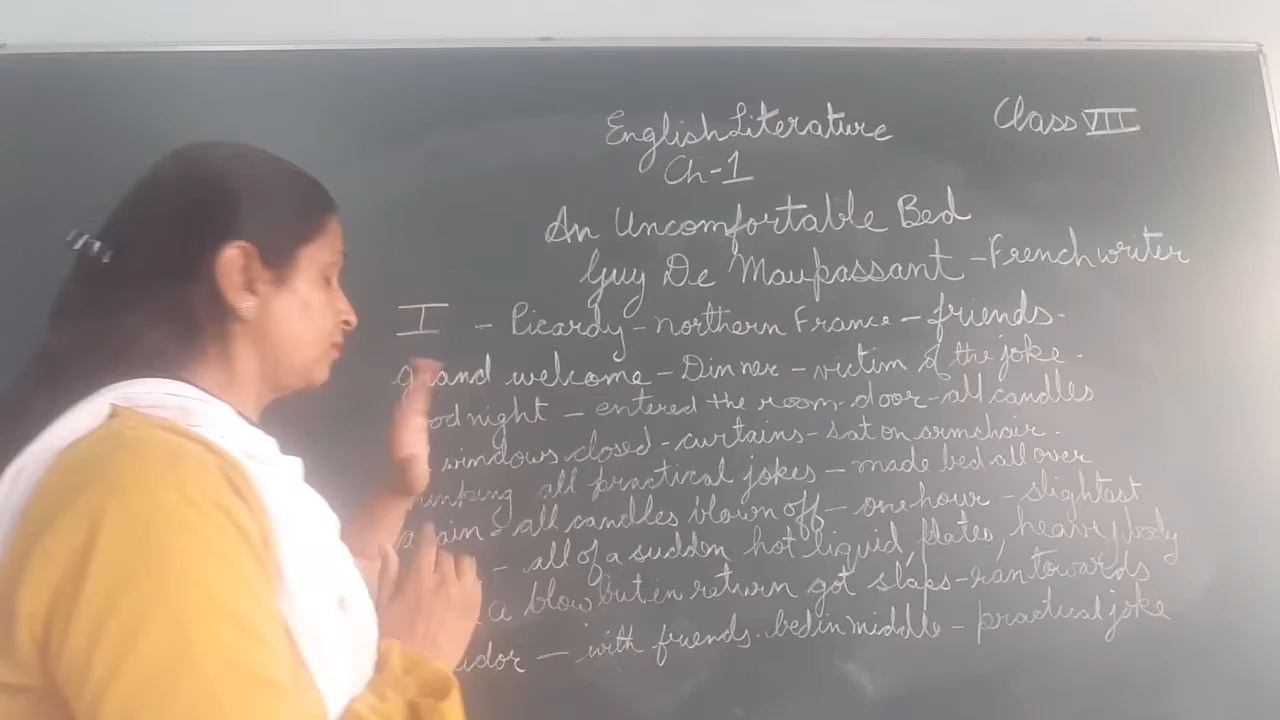 English Literature
Class VII
Ch-1
An Uncomfortable Bed
Guy De Maupassant - French writer
I - Picardy - northern France - friends.
grand welcome - Dinner - victim of the joke.
night - entered the room - door - all candles
windows closed - curtains - sat on armchair.
all practical jokes - made bed all over
- all candles blown off - one hour - slightest
- all of a sudden hot liquid, plates, heavy body
a blow but in return got slaps - ran towards
- with friends. bed in middle - practical joke